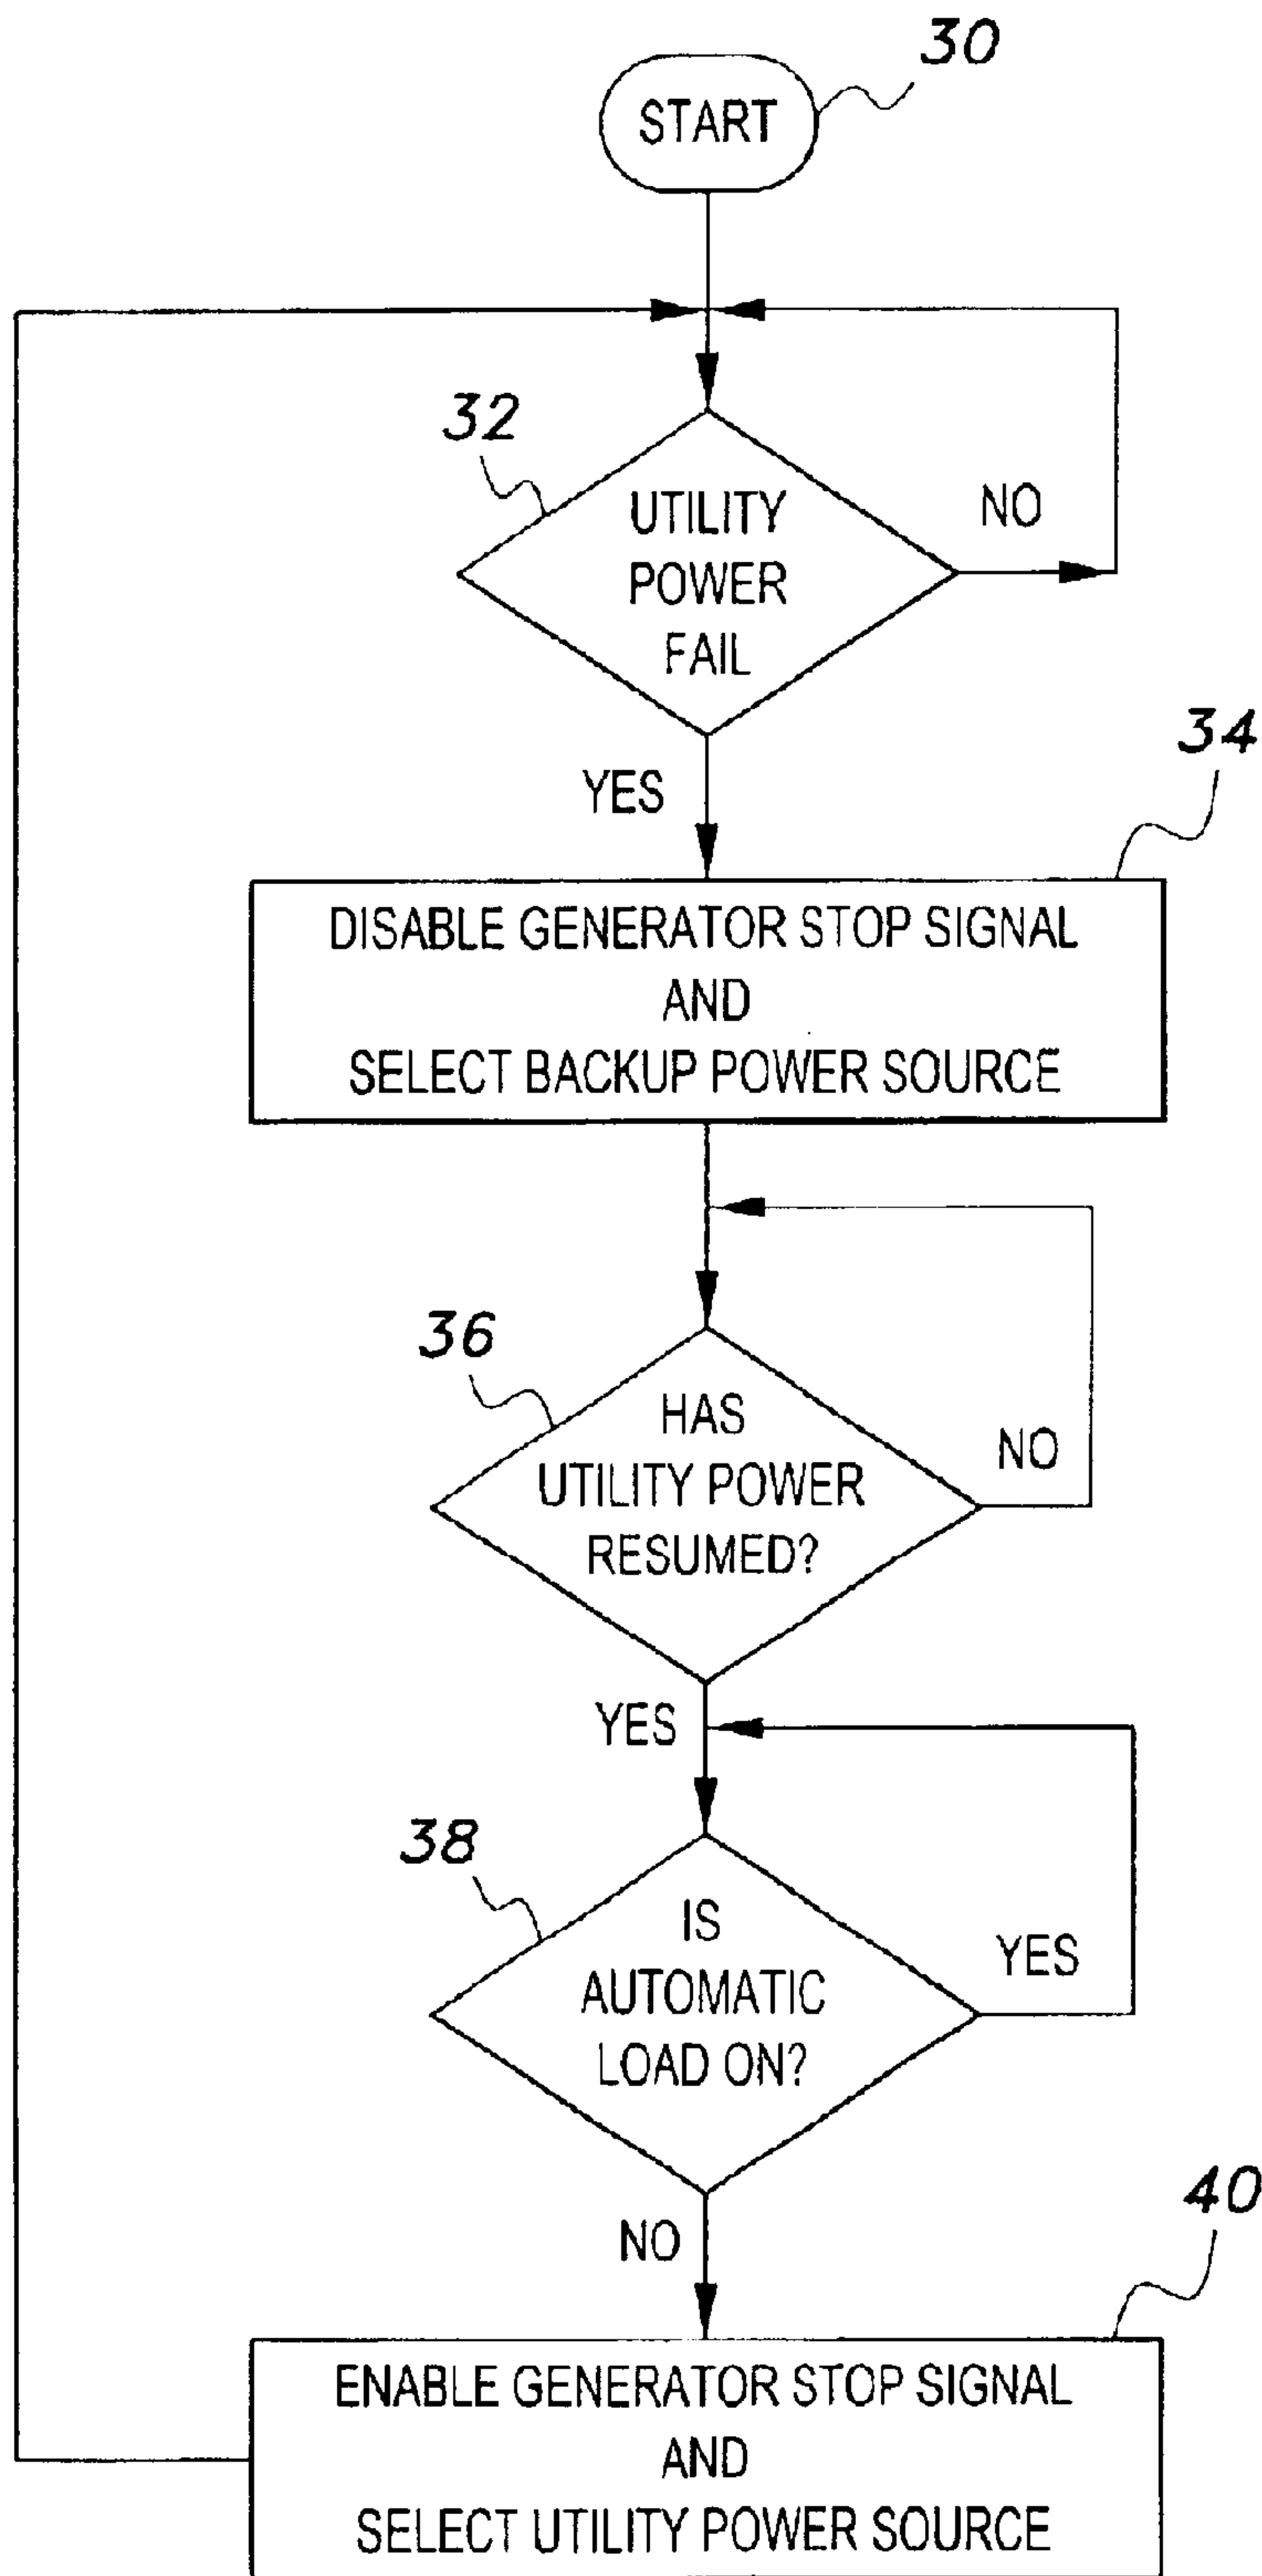 30
START
32
UTILITY
POWER
FAIL
NO
YES
34
DISABLE GENERATOR STOP SIGNAL
AND
SELECT BACKUP POWER SOURCE
36
HAS
UTILITY POWER
RESUMED?
NO
YES
38
IS
AUTOMATIC
LOAD ON?
YES
NO
40
ENABLE GENERATOR STOP SIGNAL
AND
SELECT UTILITY POWER SOURCE